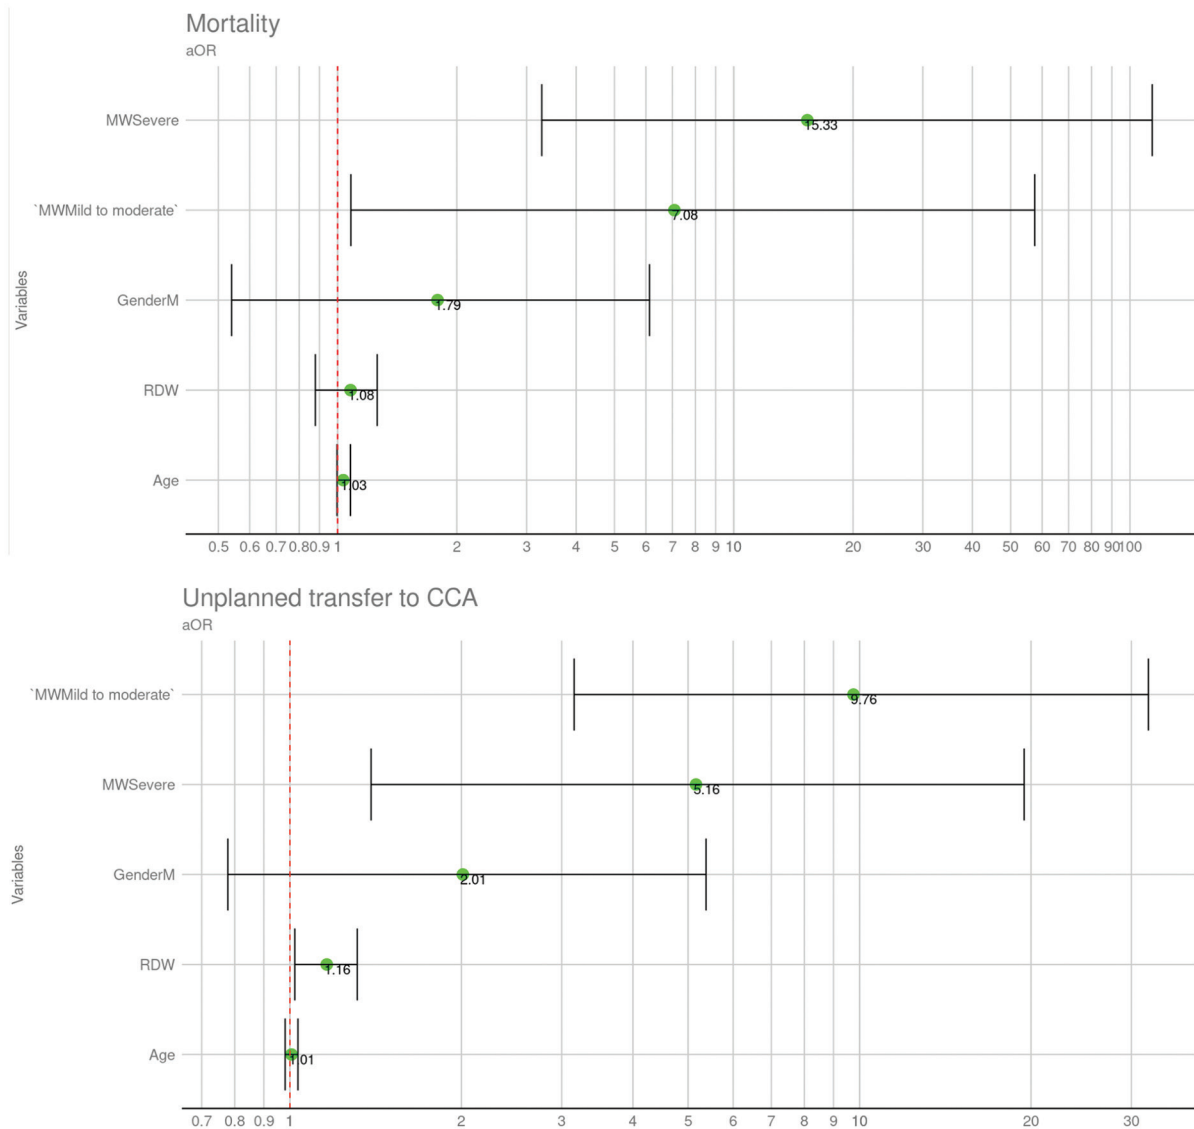 Mortality
aOR
MWSevere
15.33
`MWMild to moderate`
7.08
GenderM
1.79
RDW
1.08
Age
1.03
Variables
0.5 0.6 0.7 0.8 0.9 1 2 3 4 5 6 7 8 9 10 20 30 40 50 60 70 80 90 100
Unplanned transfer to CCA
aOR
`MWMild to moderate`
9.76
MWSevere
5.16
GenderM
2.01
RDW
1.16
Age
1.01
Variables
0.7 0.8 0.9 1 2 3 4 5 6 7 8 9 10 20 30